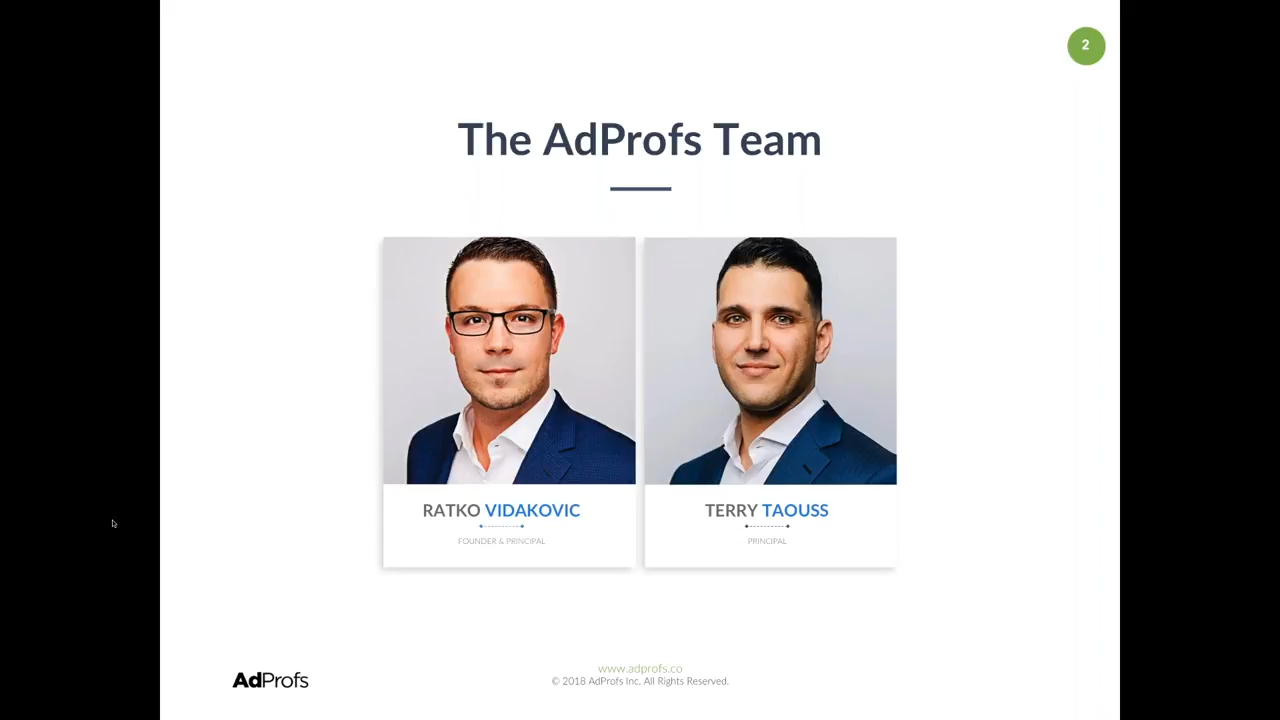 2
The AdProfs Team
RATKO VIDAKOVIC
FOUNDER & PRINCIPAL
TERRY TAOUSS
PRINCIPAL
AdProfs
www.adprofs.co
© 2018 AdProfs Inc. All Rights Reserved.